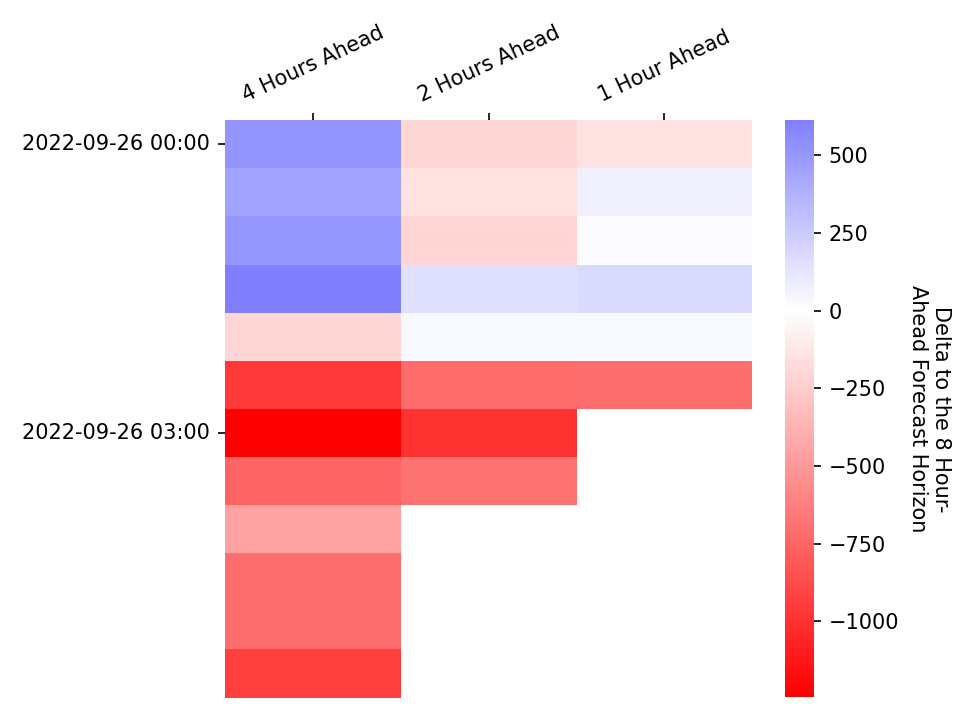 4 Hours Ahead
2 Hours Ahead
1 Hour Ahead
2022-09-26 00:00
2022-09-26 03:00
500
250
0
−250
−500
−750
−1000
Delta to the 8 Hour-
Ahead Forecast Horizon